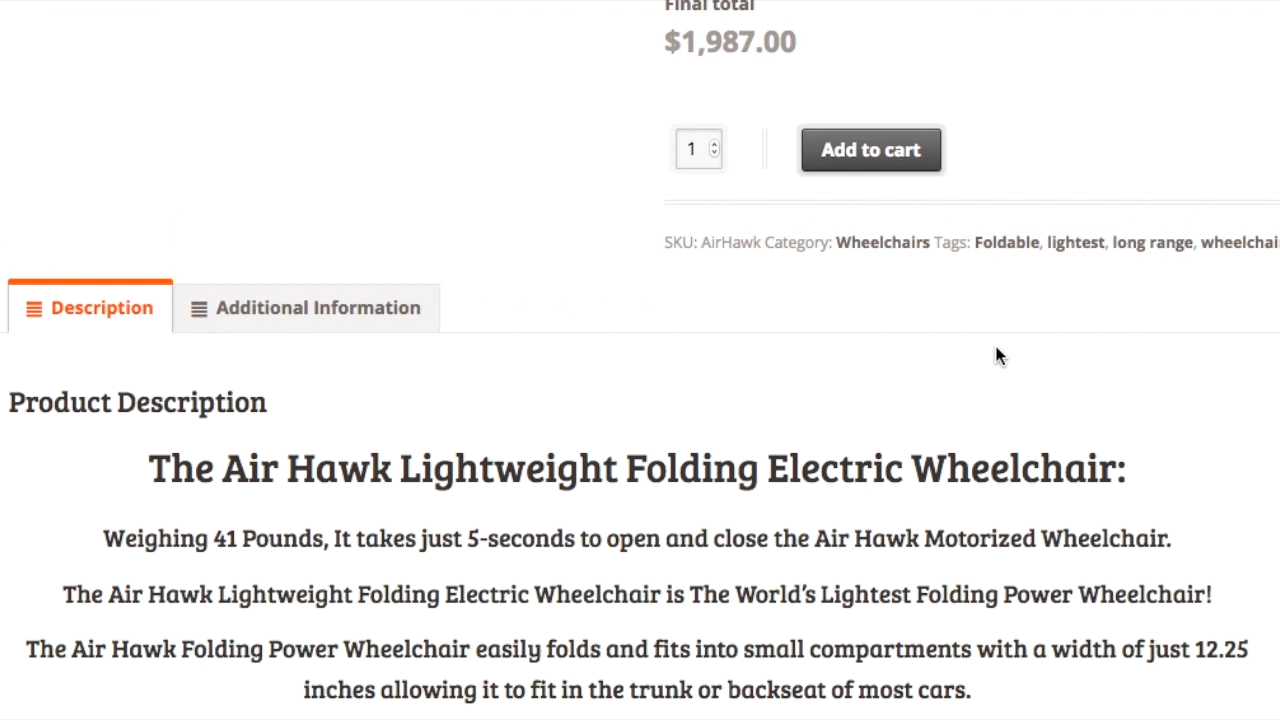 Final total
$1,987.00
1
Add to cart
SKU: AirHawk Category: Wheelchairs Tags: Foldable, lightest, long range,
Description
Additional Information
Product Description
The Air Hawk Lightweight Folding Electric Wheelchair:
Weighing 41 Pounds, It takes just 5-seconds to open and close the Air Hawk Motorized Wheelchair.
The Air Hawk Lightweight Folding Electric Wheelchair is The World's Lightest Folding Power Wheelchair!
The Air Hawk Folding Power Wheelchair easily folds and fits into small compartments with a width of just 12.25
inches allowing it to fit in the trunk or backseat of most cars.